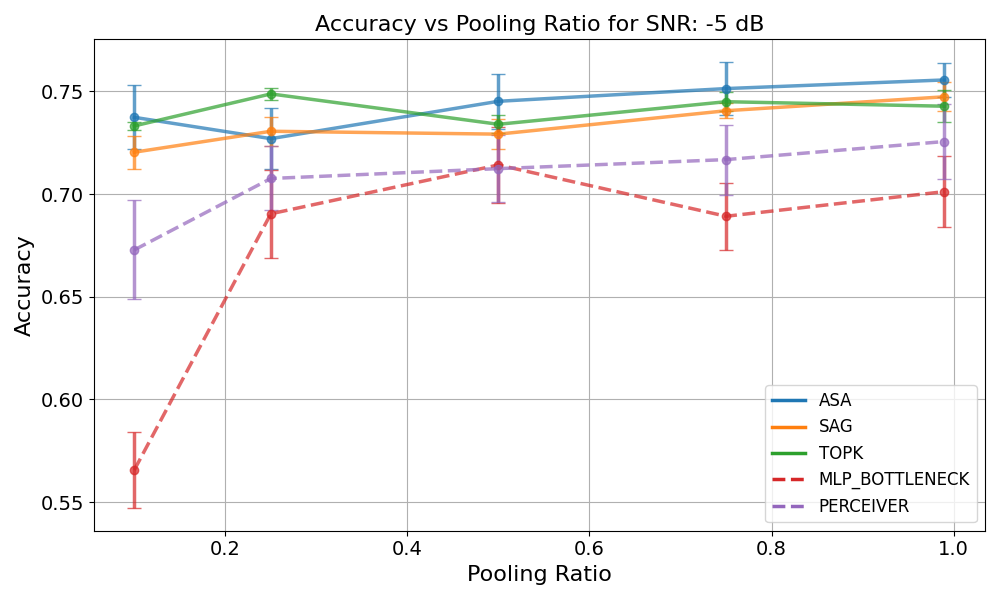 Accuracy vs Pooling Ratio for SNR: -5 dB
Accuracy
0.75
0.70
0.65
0.60
0.55
ASA
SAG
TOPK
MLP_BOTTLENECK
PERCEIVER
0.2 0.4 0.6 0.8 1.0
Pooling Ratio